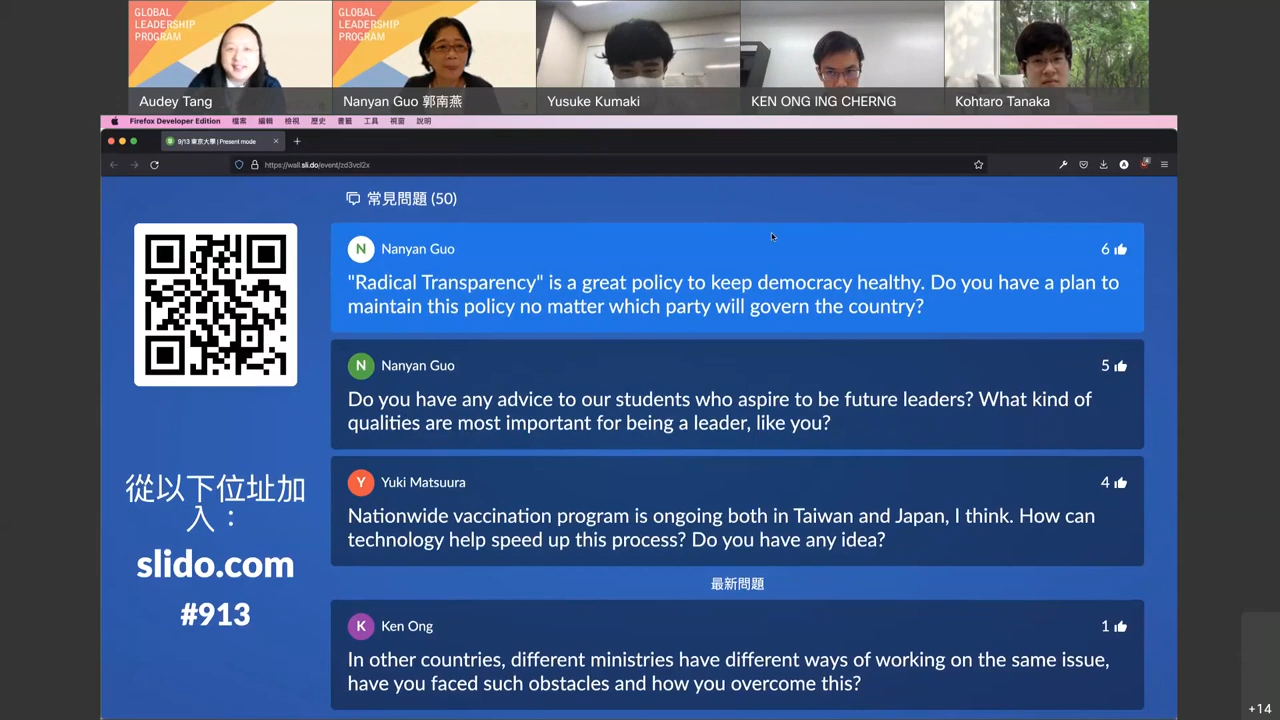 GLOBAL
LEADERSHIP
PROGRAM
GLOBAL
LEADERSHIP
PROGRAM
Audey Tang
Nanyan Guo 郭南燕
Yusuke Kumaki
KEN ONG ING CHERNG
Kohtaro Tanaka
Firefox Developer Edition 檔案 編輯 檢視 歷史 書籤 工具 視窗 說明
9/13 東京大學 | Present mode
https://wall.sli.do/event/zd3vcl2x
常見問題 (50)
N Nanyan Guo 6
"Radical Transparency" is a great policy to keep democracy healthy. Do you have a plan to
maintain this policy no matter which party will govern the country?
N Nanyan Guo 5
Do you have any advice to our students who aspire to be future leaders? What kind of
qualities are most important for being a leader, like you?
Y Yuki Matsuura 4
Nationwide vaccination program is ongoing both in Taiwan and Japan, I think. How can
technology help speed up this process? Do you have any idea?
最新問題
K Ken Ong 1
In other countries, different ministries have different ways of working on the same issue,
have you faced such obstacles and how you overcome this?
從以下位址加
入：
slido.com
#913
+14